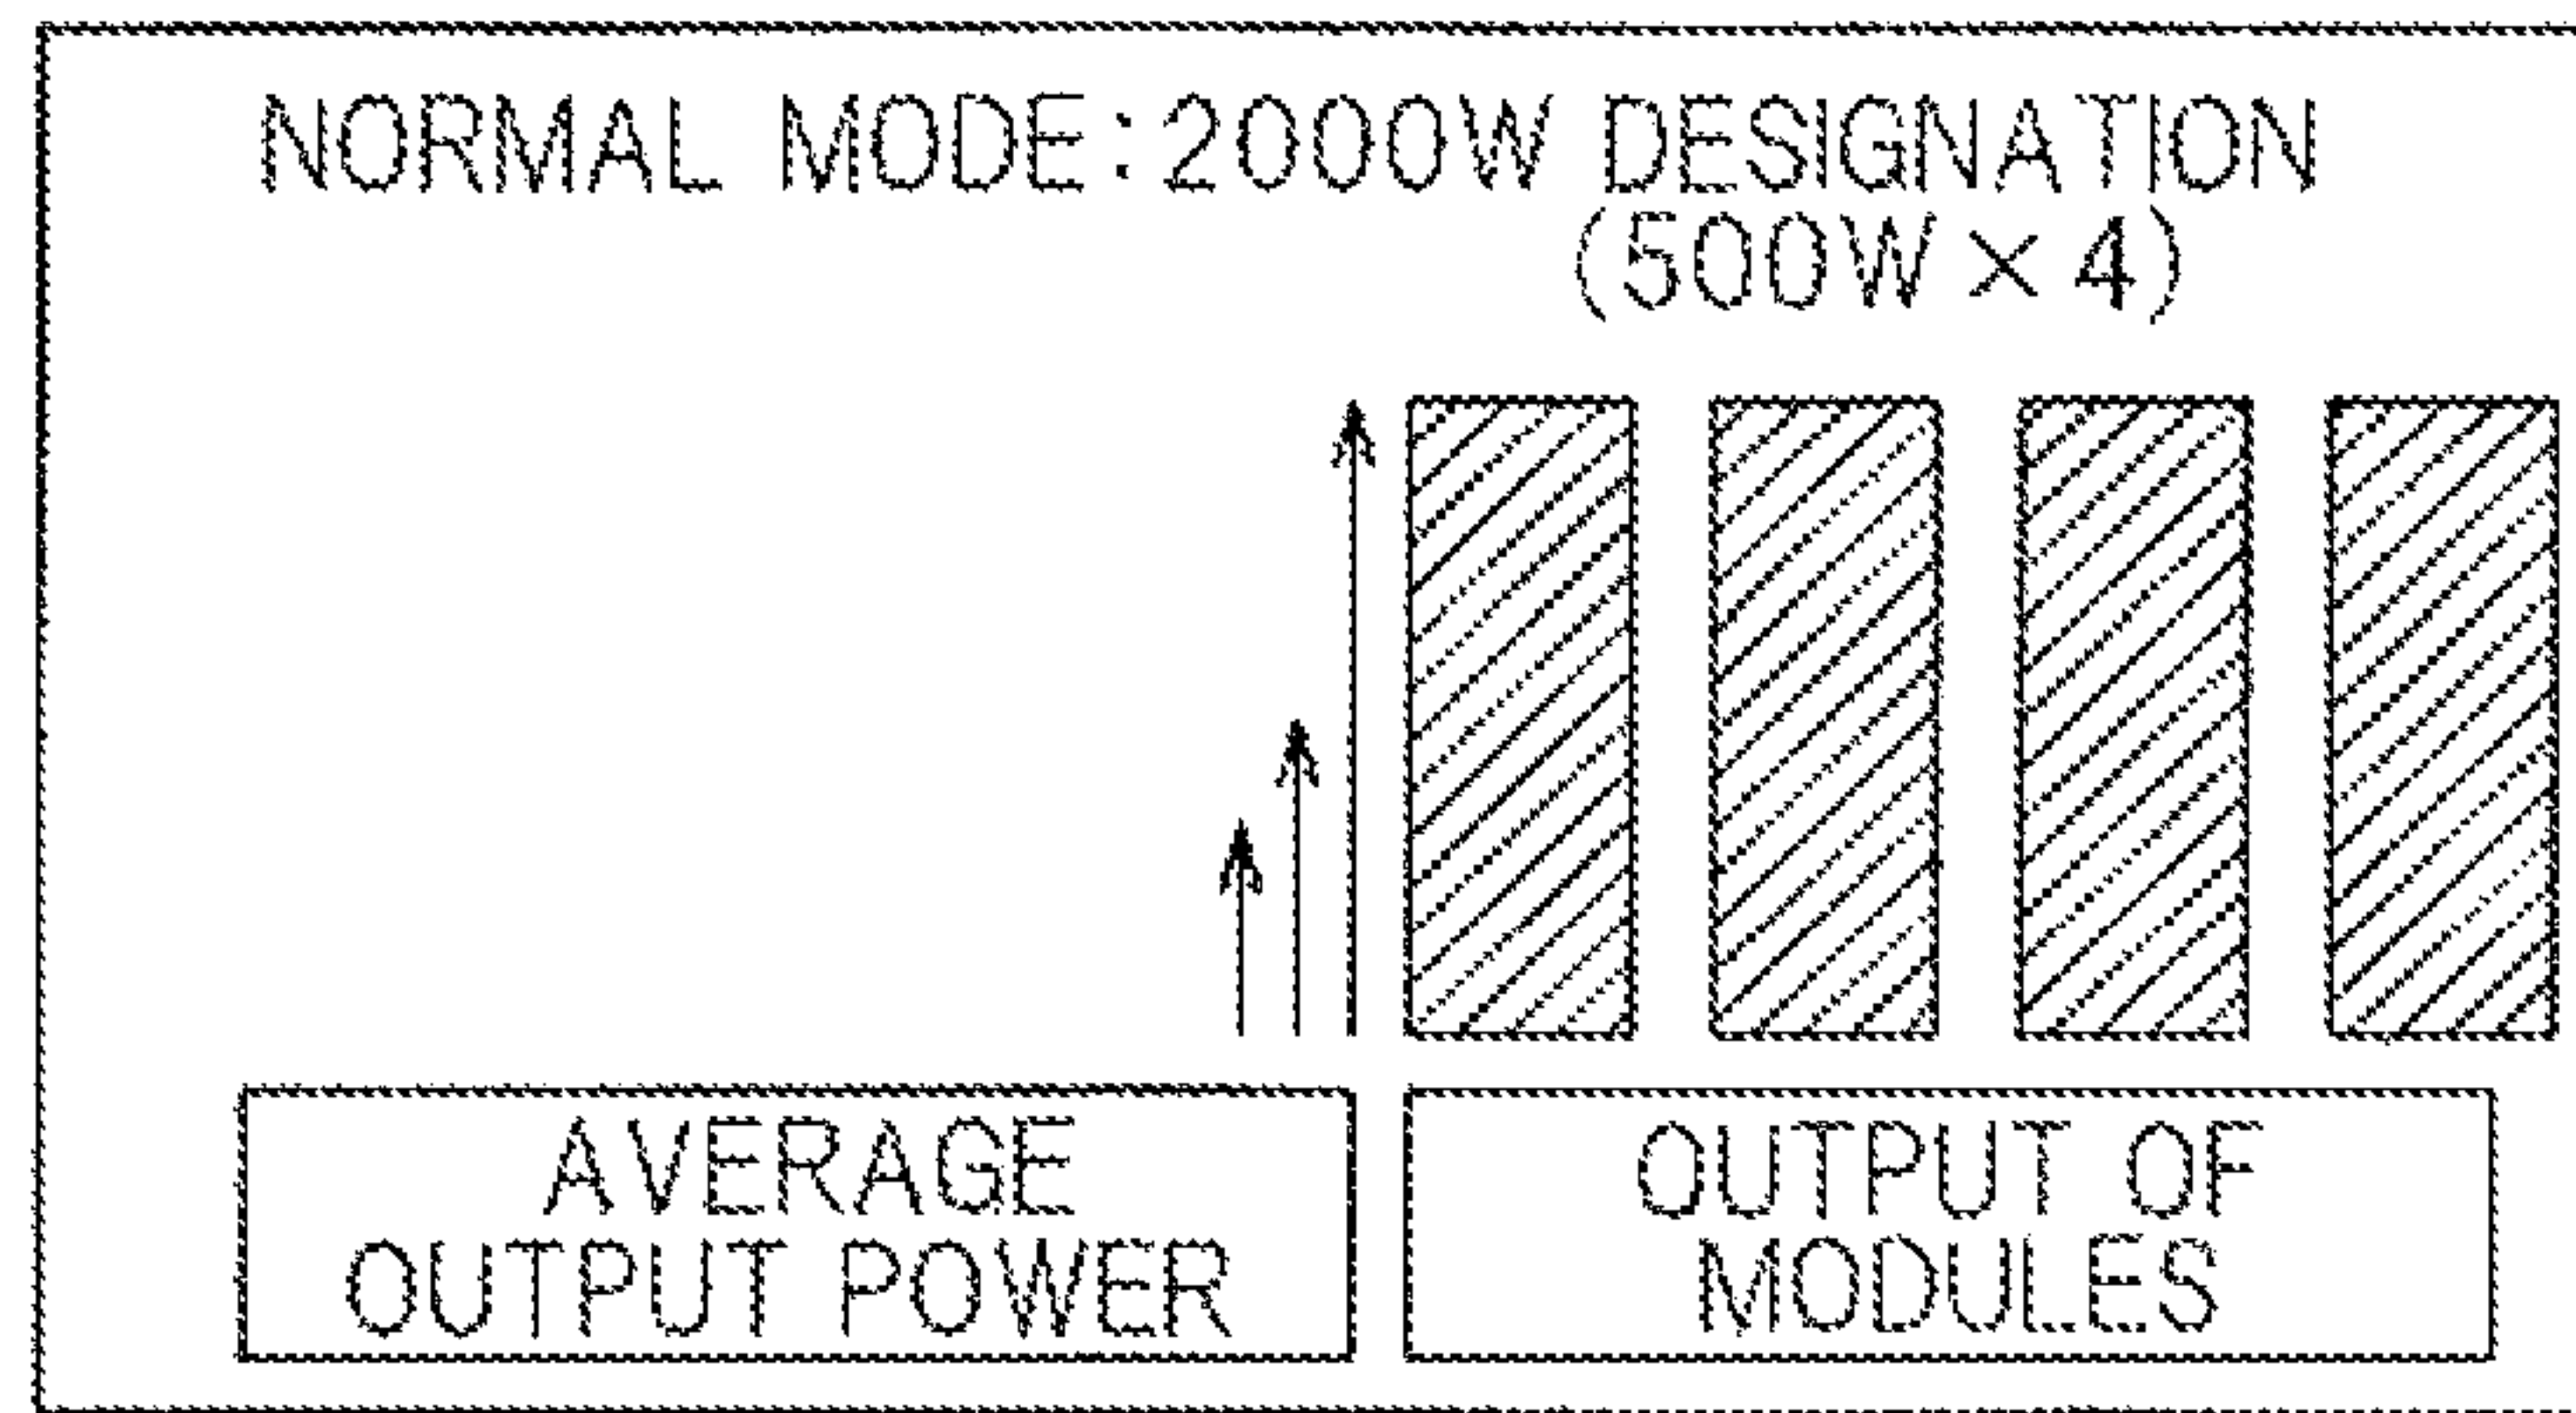 NORMAL MODE:2000W DESIGNATION
(500W×4)
AVERAGE
OUTPUT POWER
OUTPUT OF
MODULES